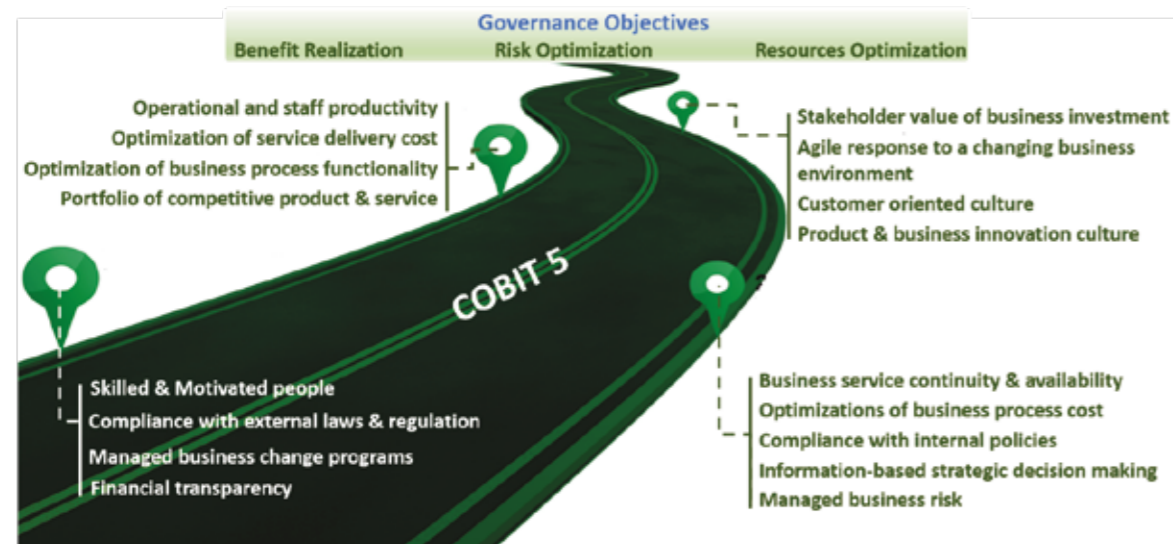 Governance Objectives
Benefit Realization Risk Optimization Resources Optimization
Operational and staff productivity
Optimization of service delivery cost
Optimization of business process functionality
Portfolio of competitive product & service
Stakeholder value of business investment
Agile response to a changing business
environment
Customer oriented culture
Product & business innovation culture
COBIT 5
Skilled & Motivated people
Compliance with external laws & regulation
Managed business change programs
Financial transparency
Business service continuity & availability
Optimizations of business process cost
Compliance with internal policies
Information-based strategic decision making
Managed business risk